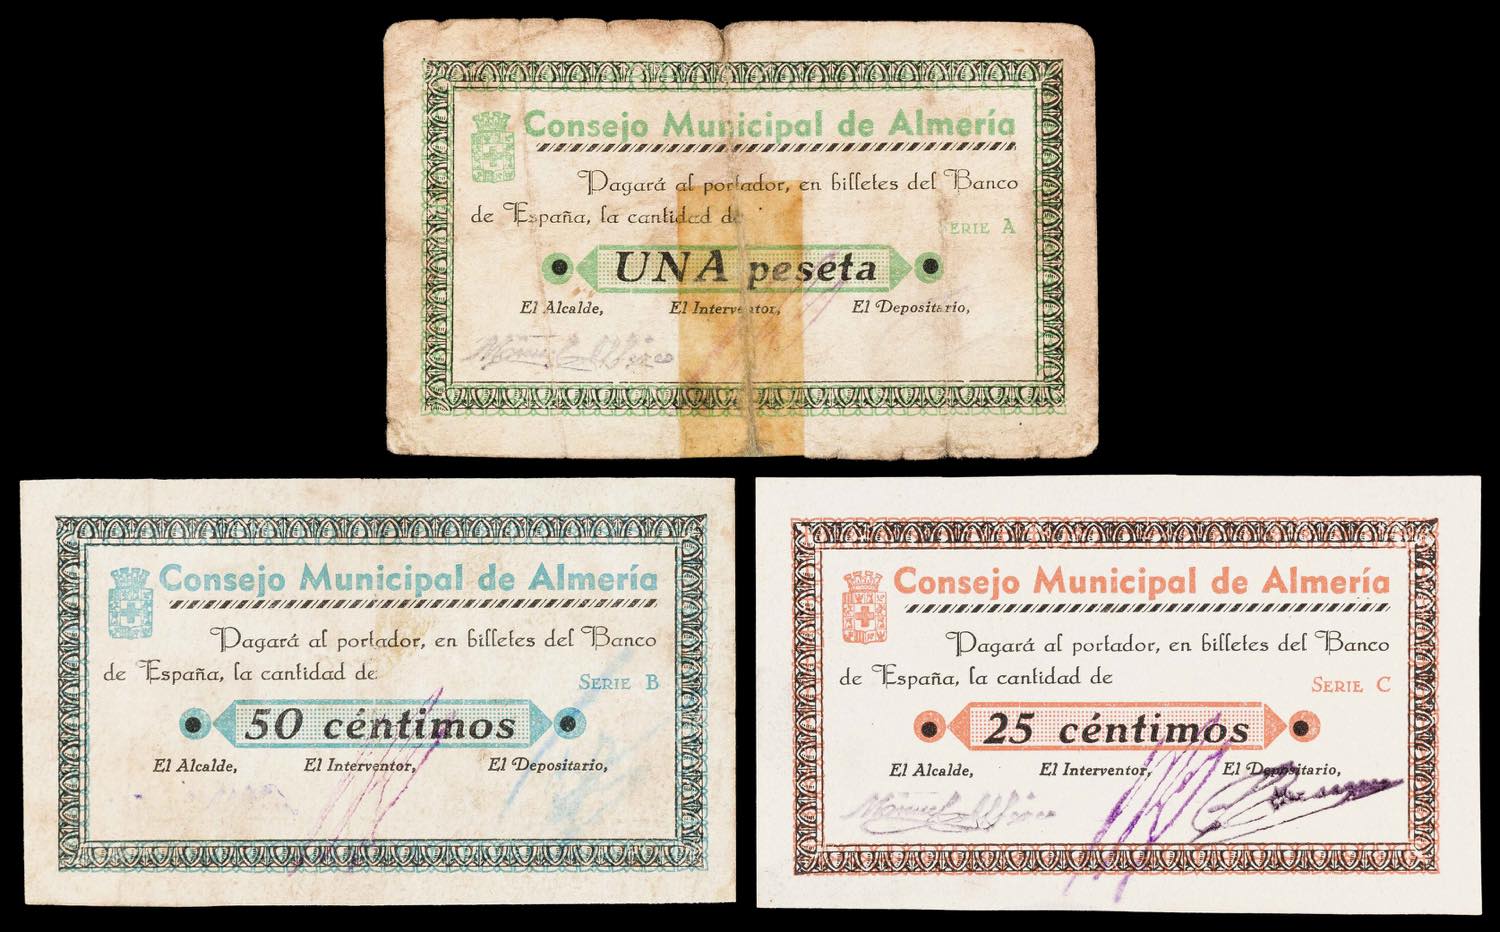 Consejo Municipal de Almería
Pagará al portador, en billetes del Banco
de España, la cantidad de
SERIE A
UNA peseta
El Alcalde, El Interventor, El Depositario,
Consejo Municipal de Almería
Pagará al portador, en billetes del Banco
de España, la cantidad de
SERIE B
50 céntimos
El Alcalde, El Interventor, El Depositario,
Consejo Municipal de Almería
Pagará al portador, en billetes del Banco
de España, la cantidad de
SERIE C
25 céntimos
El Alcalde, El Interventor, El Depositario,